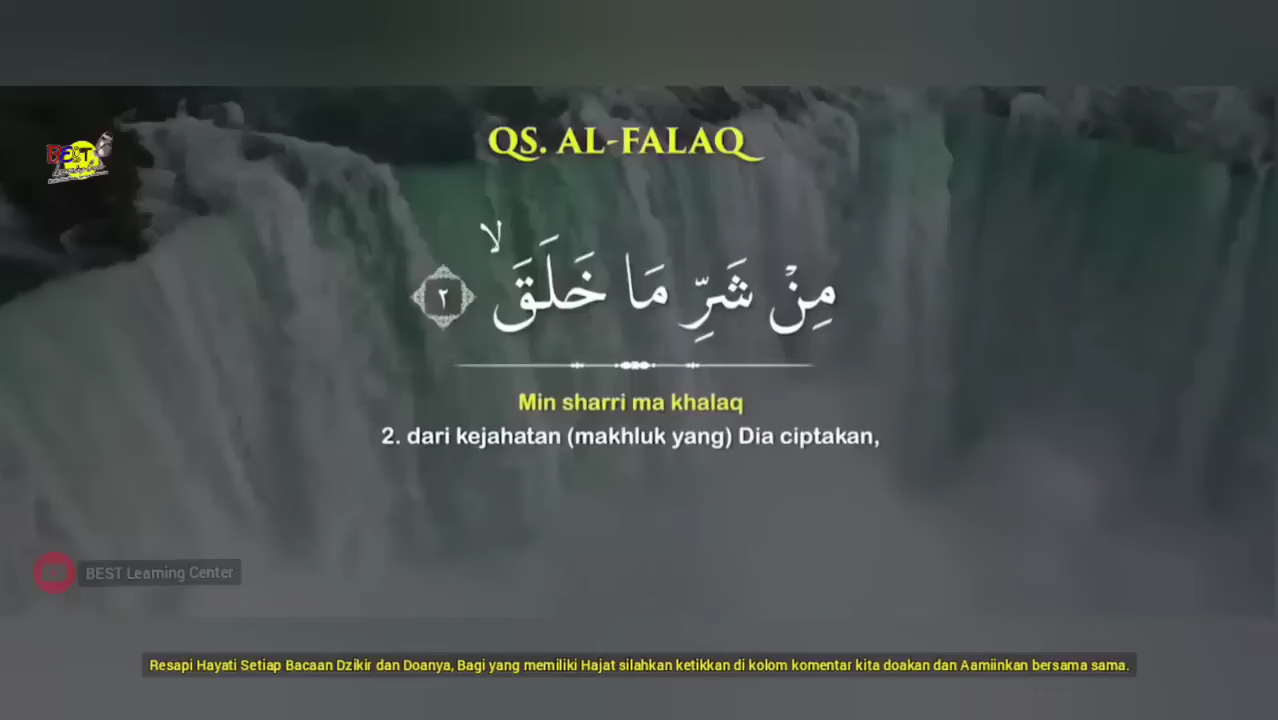 BEST
QS. AL-FALAQ
مِنْ شَرِّ مَا خَلَقَ ۙ ٢
Min sharri ma khalaq
2. dari kejahatan (makhluk yang) Dia ciptakan,
BEST Learning Center
Resapi Hayati Setiap Bacaan Dzikir dan Doanya, Bagi yang memiliki Hajat silahkan ketikkan di kolom komentar kita doakan dan Aamiinkan bersama sama.